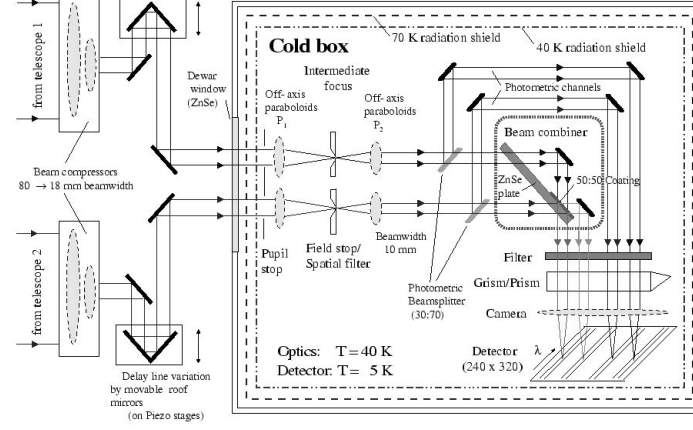 from telescope 1
Beam compressors
80 → 18 mm beamwidth
from telescope 2
Delay line variation
by movable roof
mirrors
(on Piezo stages)
Dewar
window
(ZnSe)
Cold box
70 K radiation shield
40 K radiation shield
Intermediate
focus
Off- axis
paraboloids
P1
Off- axis
paraboloids
P2
Photometric channels
Beam combiner
ZnSe
plate
50:50 Coating
Pupil
stop
Field stop/
Spatial filter
Beamwidth
10 mm
Photometric
Beamsplitter
(30:70)
Filter
Grism/Prism
Camera
Detector
(240 x 320)
λ
Optics: T = 40 K
Detector: T = 5 K